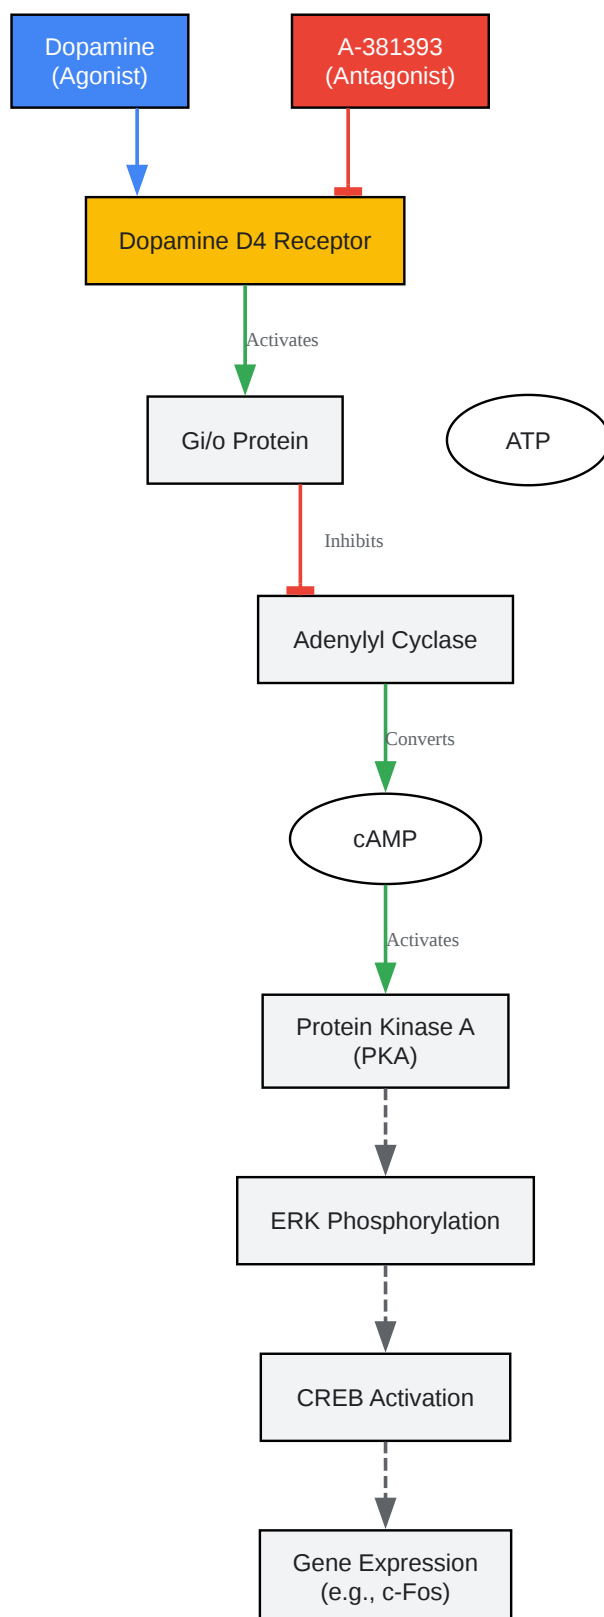 Dopamine
(Agonist)
A-381393
(Antagonist)
Dopamine D4 Receptor
Activates
Gi/o Protein
ATP
Inhibits
Adenylyl Cyclase
Converts
cAMP
Activates
Protein Kinase A
(PKA)
ERK Phosphorylation
CREB Activation
Gene Expression
(e.g., c-Fos)